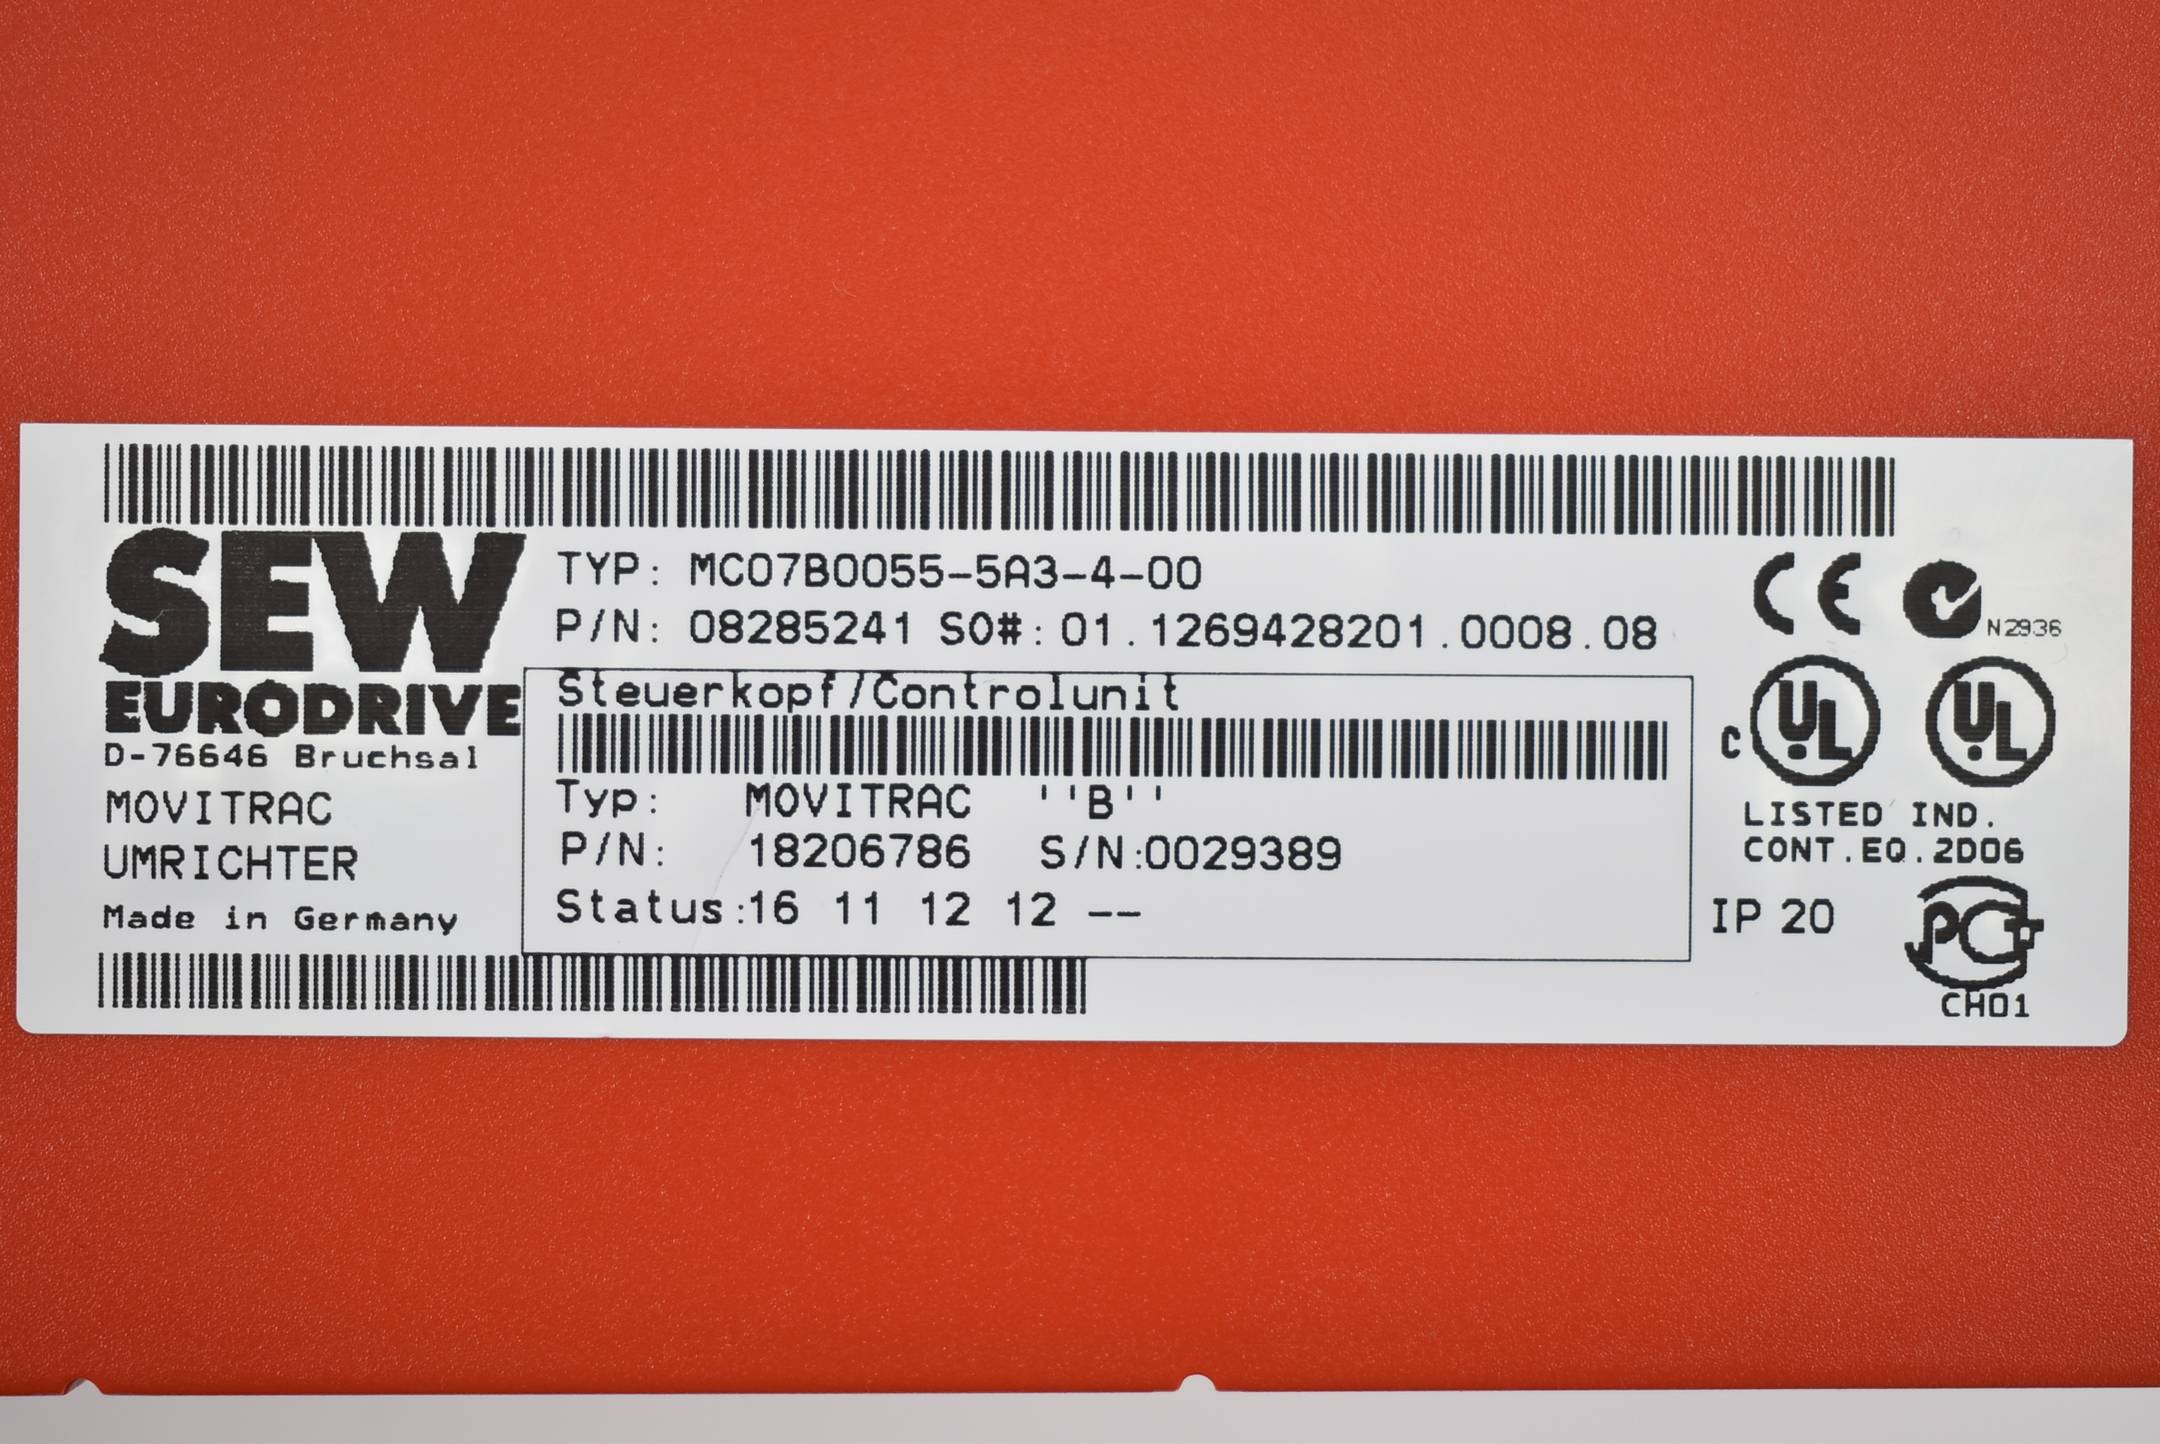 SEW
EURODRIVE
D-76646 Bruchsal
MOVITRAC
UMRICHTER
Made in Germany
TYP: MC07B0055-5A3-4-00
P/N: 08285241 SO#: 01.1269428201.0008.08
Steuerkopf/Controlunit
Typ: MOVITRAC ''B''
P/N: 18206786 S/N:0029389
Status:16 11 12 12 --
CE
N2936
c UL UL
LISTED IND.
CONT.EQ.2D06
IP 20
PCT
CH01